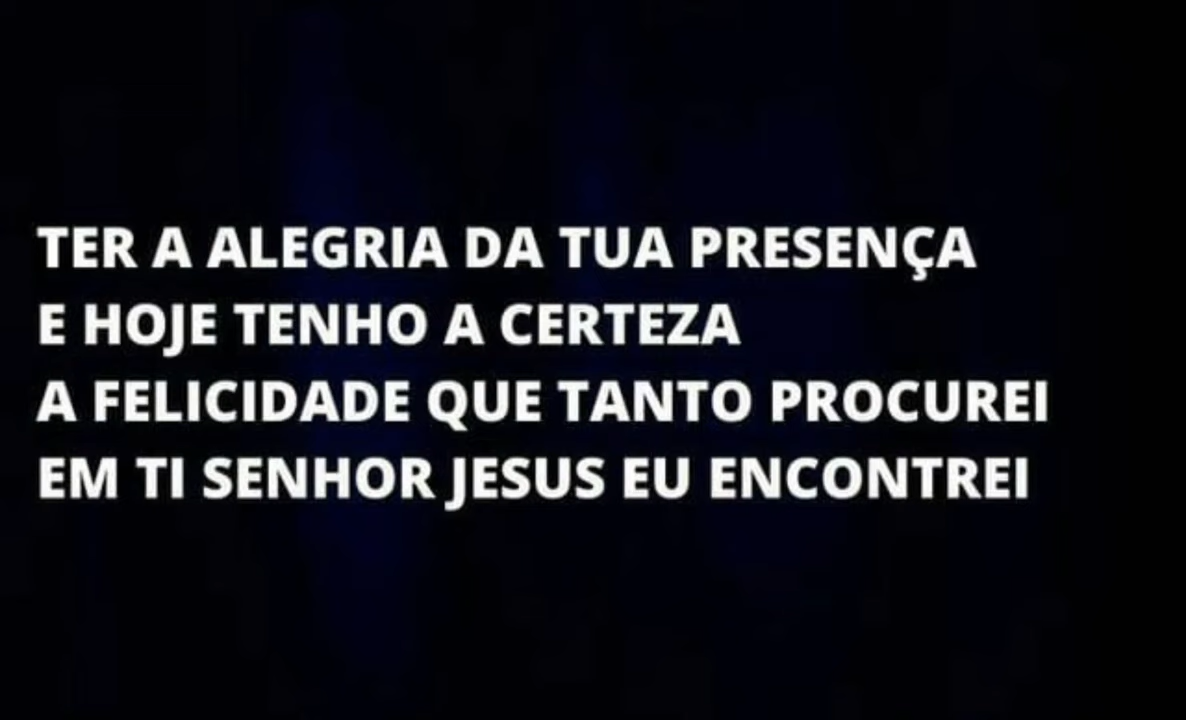 TER A ALEGRIA DA TUA PRESENÇA
E HOJE TENHO A CERTEZA
A FELICIDADE QUE TANTO PROCUREI
EM TI SENHOR JESUS EU ENCONTREI